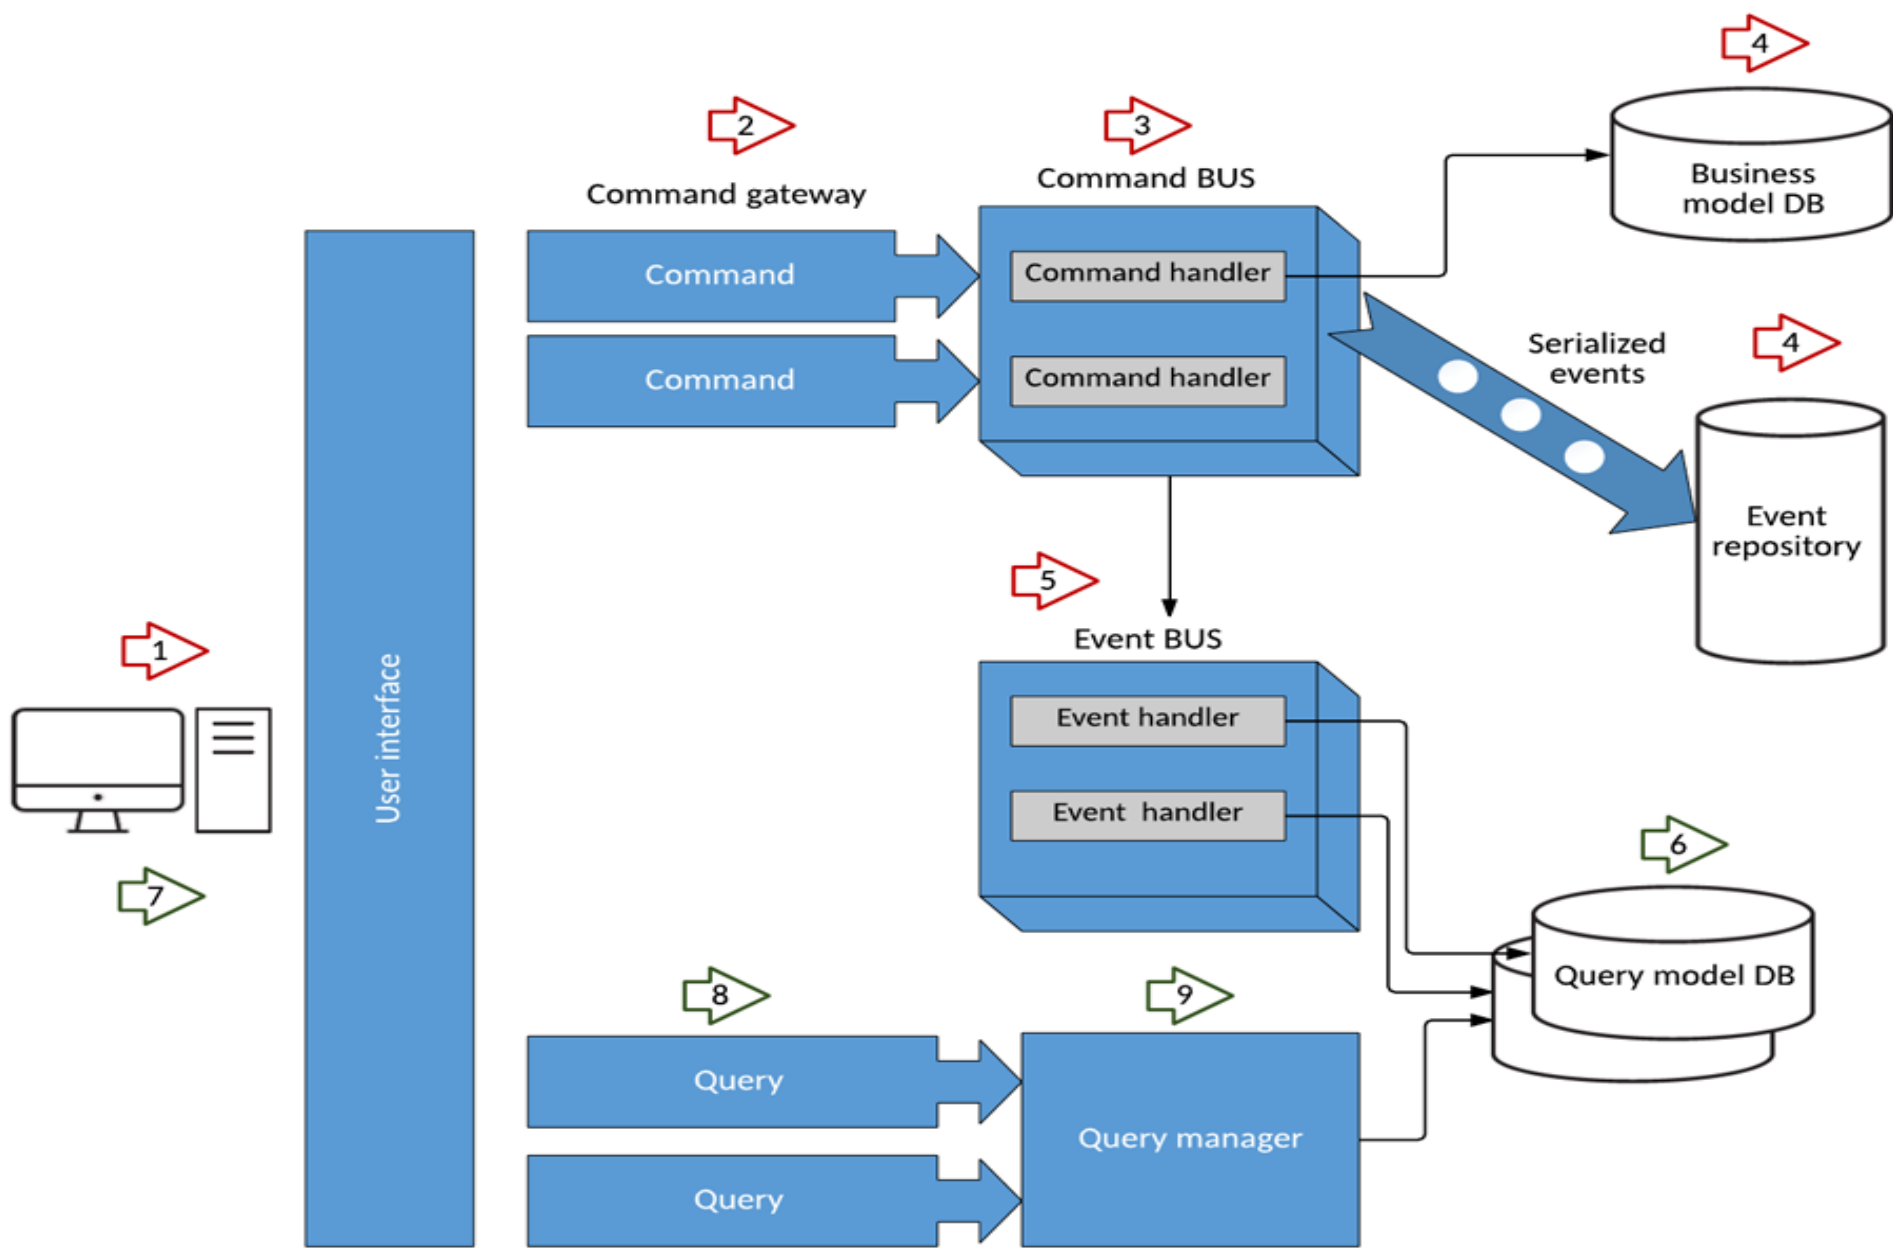 4
2
3
Business
model DB
Command gateway
Command BUS
Command
Command handler
Command
Command handler
Serialized
events
4
Event
repository
5
Event BUS
1
User interface
Event handler
Event  handler
7
6
Query model DB
8
9
Query
Query manager
Query